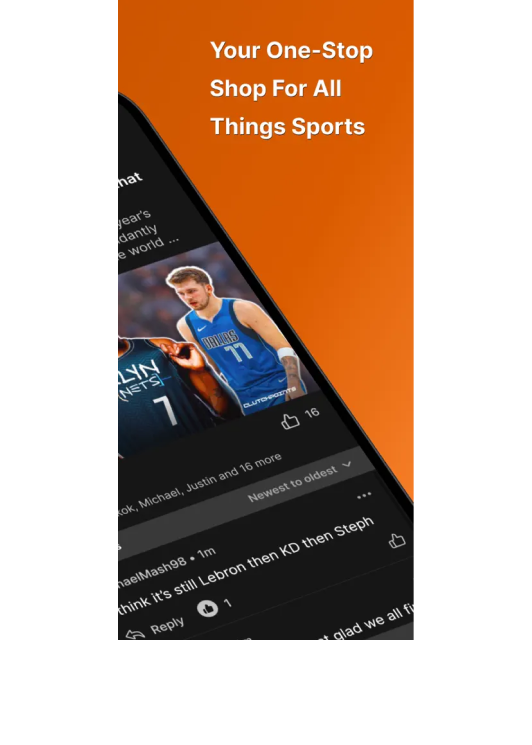 Your One-Stop
Shop For All
Things Sports
hat
year's
dantly
e world ...
DALLAS
77
LYN
NETS
7
CLUTCHPOINTS
16
kok, Michael, Justin and 16 more
Newest to oldest
s
haelMash98 • 1m
think it's still Lebron then KD then Steph
Reply
1
t glad we all fi